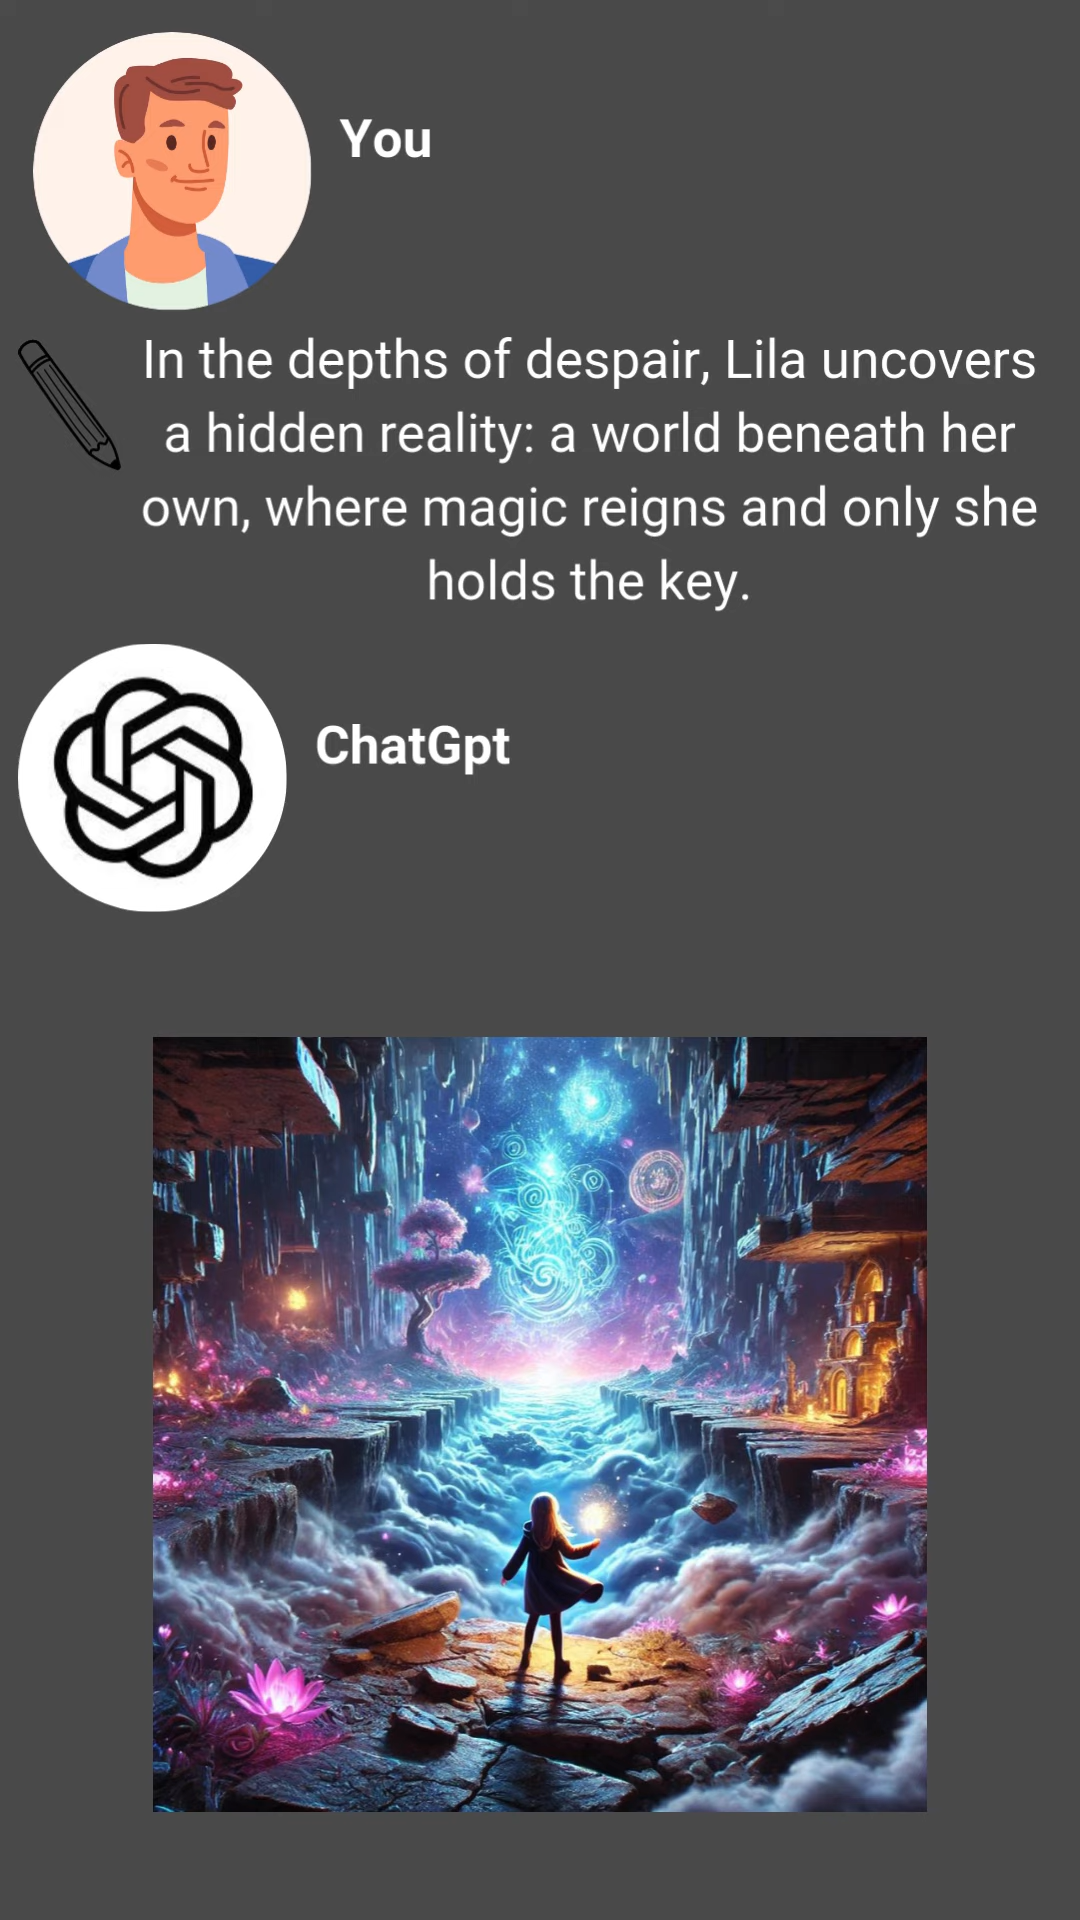 You
In the depths of despair, Lila uncovers
a hidden reality: a world beneath her
own, where magic reigns and only she
holds the key.
ChatGpt